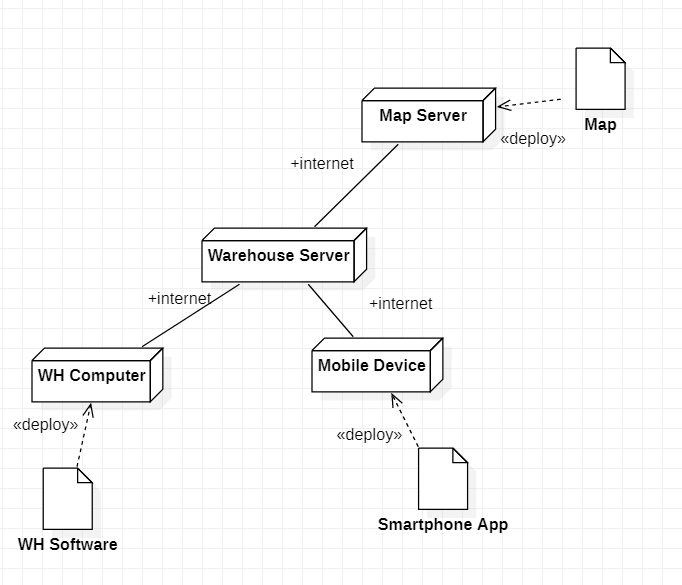 Map Server
«deploy»
Map
+internet
Warehouse Server
+internet
+internet
WH Computer
Mobile Device
«deploy»
«deploy»
Smartphone App
WH Software